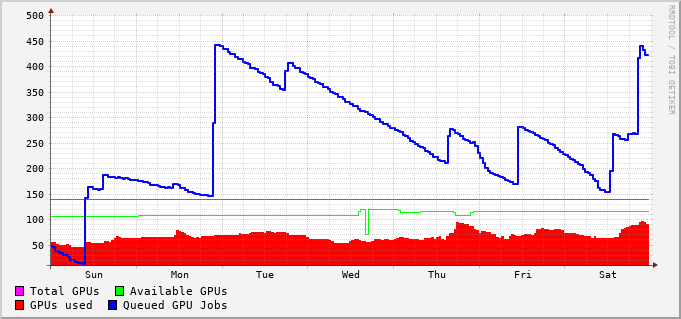 500
450
400
350
300
250
200
150
100
50
Sun Mon Tue Wed Thu Fri Sat
Total GPUs Available GPUs
GPUs used Queued GPU Jobs
RRDTOOL / TOBI OETIKER